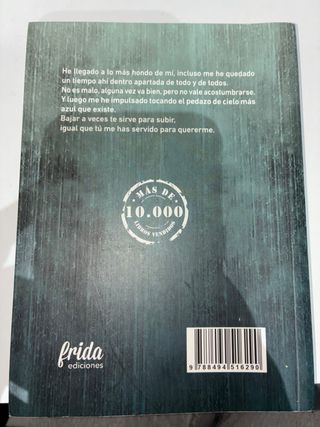 He llegado a lo más hondo de mí, incluso me he quedado
un tiempo ahí dentro apartada de todo y de todos.
No es malo, alguna vez va bien, pero no vale acostumbrarse.
Y luego me he impulsado tocando el pedazo de cielo más
azul que existe.
Bajar a veces te sirve para subir,
igual que tú me has servido para quererme.
MÁS DE
10.000
LIBROS VENDIDOS
frida
ediciones
9 788494 516290